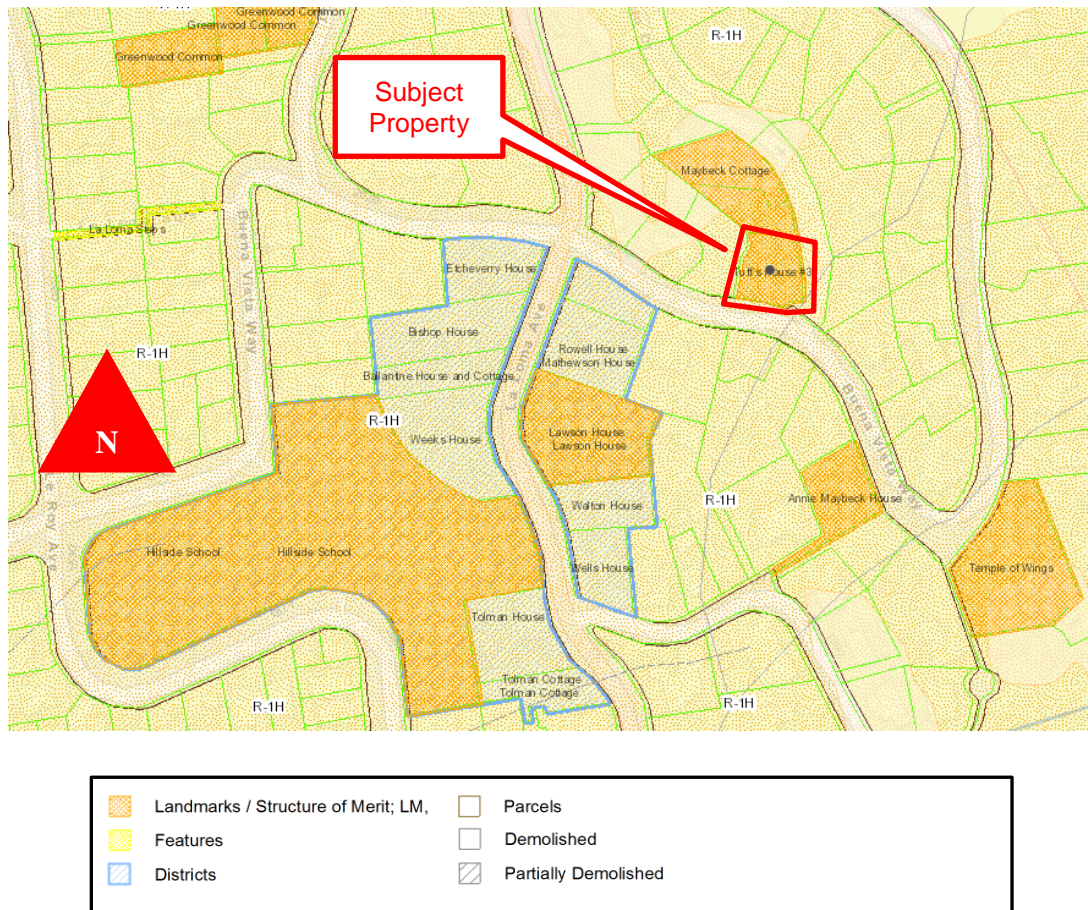 R-1H
Greenwood Common
Greenwood Common
Greenwood Common
R-1H
Subject
Property
Maybeck Cottage
La Loma Steps
Buena Vista Way
Tuft's House #3
Etcheverry House
La Loma Ave
Bishop House
Rowell House
Mathewson House
R-1H
Ballantine House and Cottage
R-1H
Buena Vista Way
N
Weeks House
Lawson House
Lawson House
Le Roy Ave
Walton House
R-1H
Annie Maybeck House
Hillside School
Hillside School
Wells House
Temple of Wings
Tolman House
Tolman Cottage
Tolman Cottage
R-1H
R-1H
Landmarks / Structure of Merit; LM,
Parcels
Features
Demolished
Districts
Partially Demolished